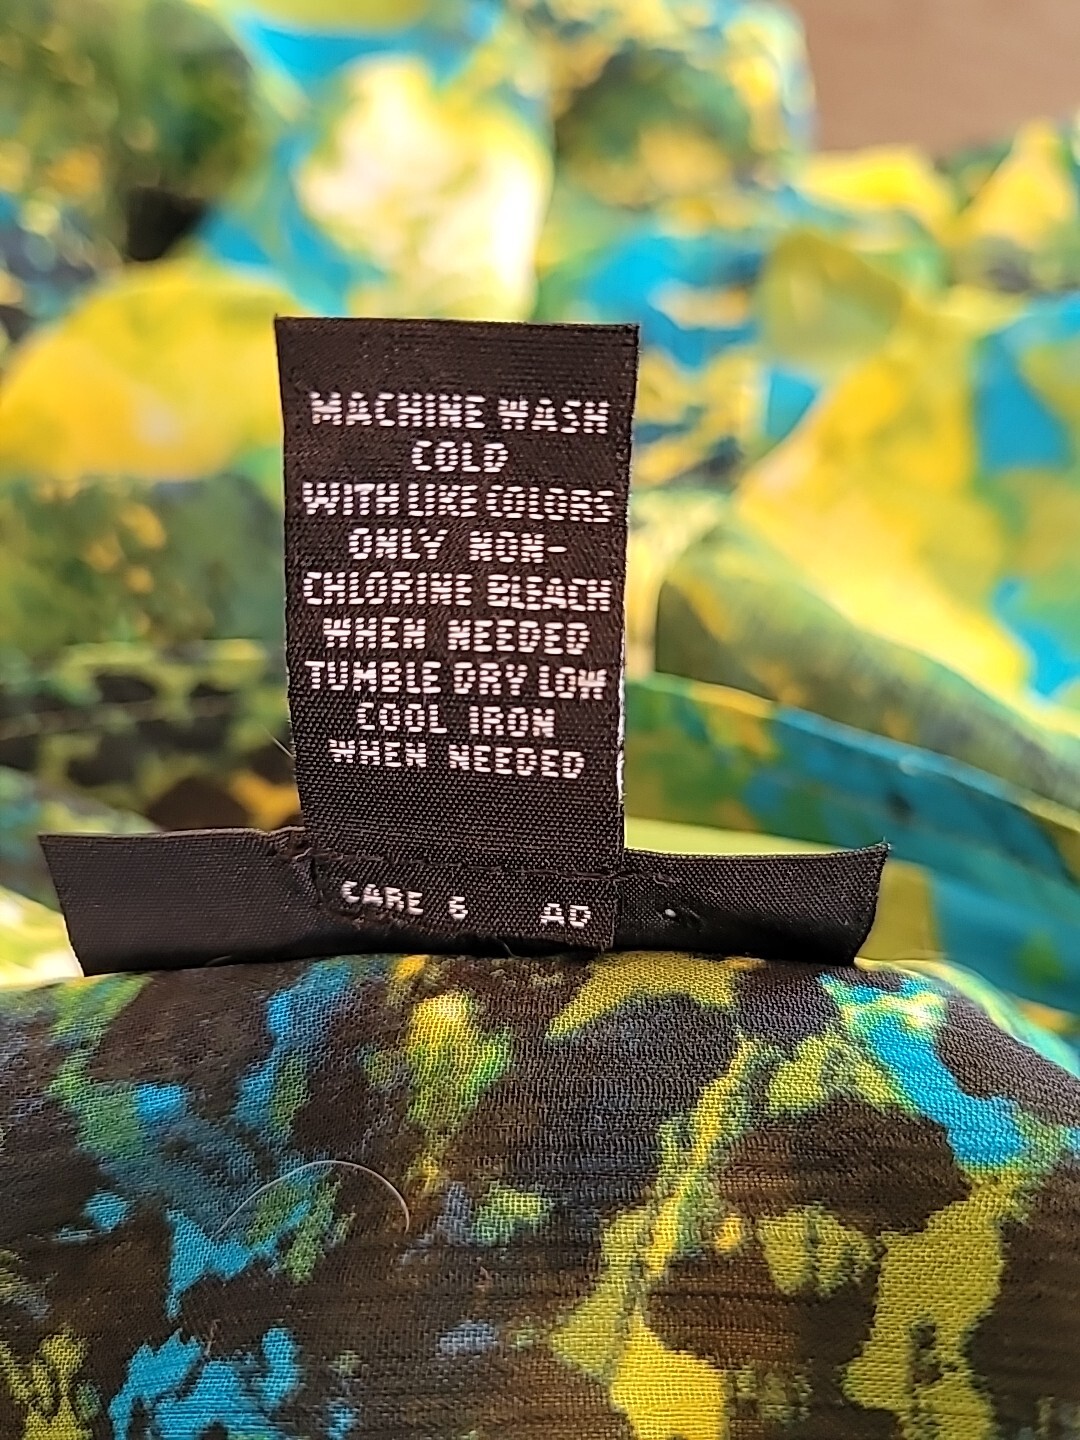 MACHINE WASH
COLD
WITH LIKE COLORS
ONLY NON-
CHLORINE BLEACH
WHEN NEEDED
TUMBLE DRY LOW
COOL IRON
WHEN NEEDED
CARE 6 AD